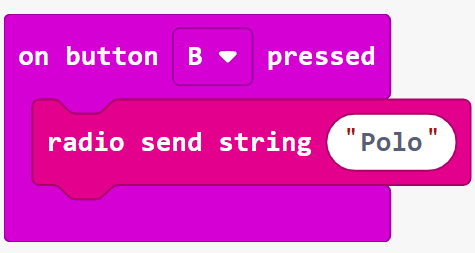 on button B pressed
radio send string "Polo"